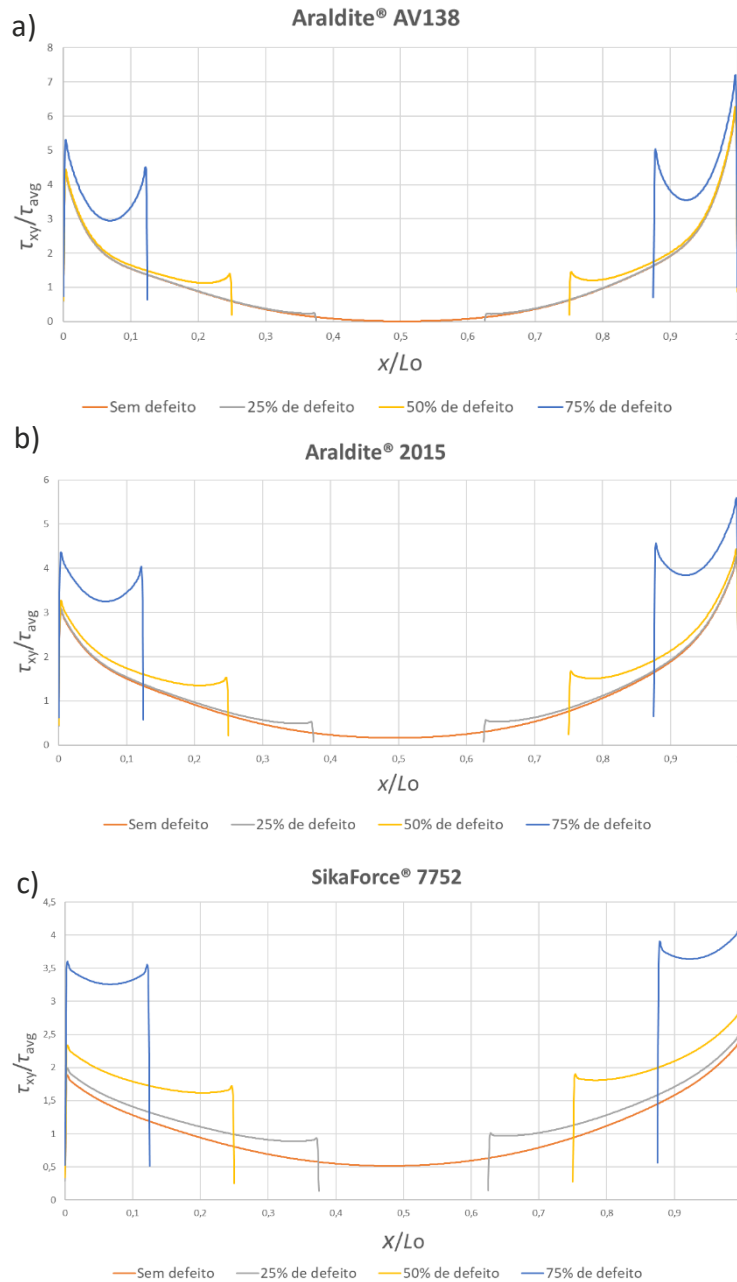 a)
Araldite® AV138
8
7
6
5
4
3
2
1
0
τxy/τavg
0 0,1 0,2 0,3 0,4 0,5 0,6 0,7 0,8 0,9 1
x/Lo
Sem defeito 25% de defeito 50% de defeito 75% de defeito
b)
Araldite® 2015
6
5
4
3
2
1
0
τxy/τavg
0 0,1 0,2 0,3 0,4 0,5 0,6 0,7 0,8 0,9
x/Lo
Sem defeito 25% de defeito 50% de defeito 75% de defeito
c)
SikaForce® 7752
4,5
4
3,5
3
2,5
2
1,5
1
0,5
0
τxy/τavg
0 0,1 0,2 0,3 0,4 0,5 0,6 0,7 0,8 0,9
x/Lo
Sem defeito 25% de defeito 50% de defeito 75% de defeito